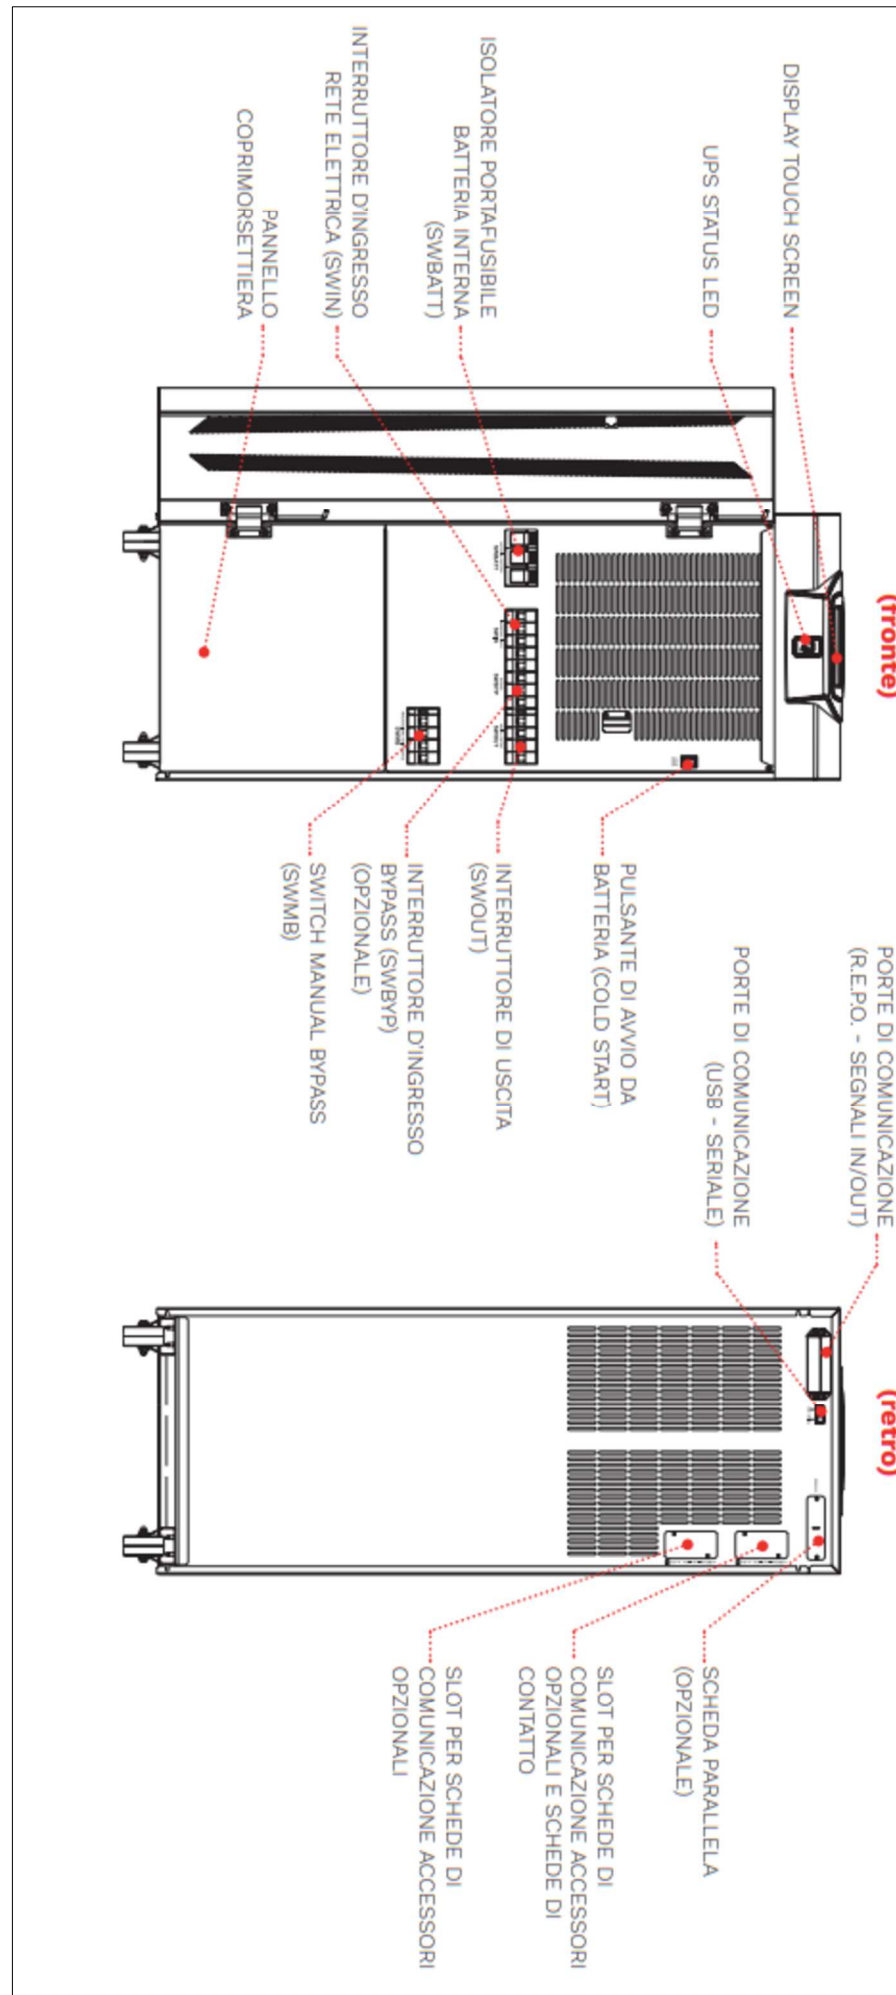 (fronte)
DISPLAY TOUCH SCREEN
UPS STATUS LED
ISOLATORE PORTAFUSIBILE
BATTERIA INTERNA
(SWBATT)
INTERRUTTORE D'INGRESSO
RETE ELETTRICA (SWIN)
PANNELLO
COPRIMORSETTIERA
PULSANTE DI AVVIO DA
BATTERIA (COLD START)
INTERRUTTORE DI USCITA
(SWOUT)
INTERRUTTORE D'INGRESSO
BYPASS (SWBYP)
(OPZIONALE)
SWITCH MANUAL BYPASS
(SWMB)
(retro)
PORTE DI COMUNICAZIONE
(R.E.P.O. - SEGNALI IN/OUT)
PORTE DI COMUNICAZIONE
(USB - SERIALE)
SCHEDA PARALLELA
(OPZIONALE)
SLOT PER SCHEDE DI
COMUNICAZIONE ACCESSORI
OPZIONALI E SCHEDE DI
CONTATTO
SLOT PER SCHEDE DI
COMUNICAZIONE ACCESSORI
OPZIONALI